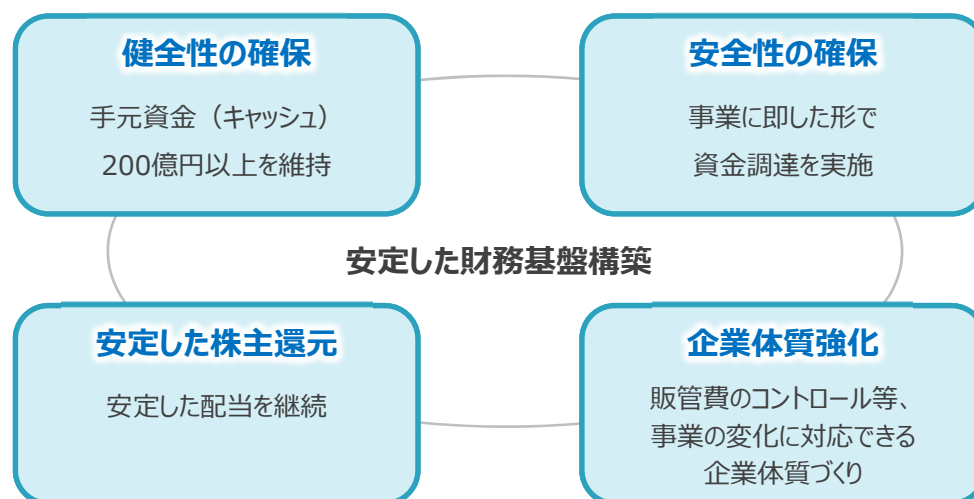 健全性の確保
手元資金（キャッシュ）
200億円以上を維持
安全性の確保
事業に即した形で
資金調達を実施
安定した財務基盤構築
安定した株主還元
安定した配当を継続
企業体質強化
販管費のコントロール等、
事業の変化に対応できる
企業体質づくり